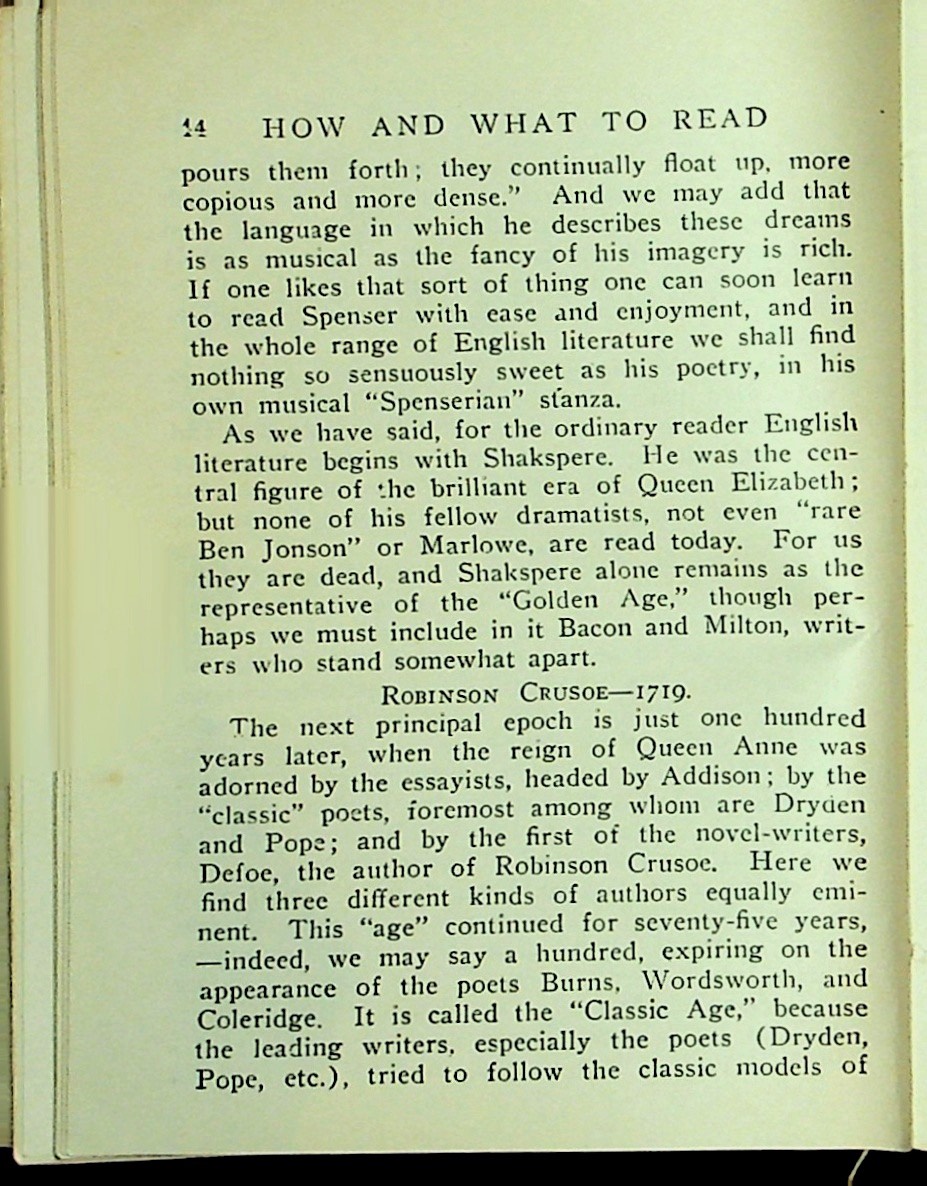 14 HOW AND WHAT TO READ
pours them forth; they continually float up, more
copious and more dense.” And we may add that
the language in which he describes these dreams
is as musical as the fancy of his imagery is rich.
If one likes that sort of thing one can soon learn
to read Spenser with ease and enjoyment, and in
the whole range of English literature we shall find
nothing so sensuously sweet as his poetry, in his
own musical “Spenserian” stanza.
As we have said, for the ordinary reader English
literature begins with Shakspere. He was the cen-
tral figure of the brilliant era of Queen Elizabeth;
but none of his fellow dramatists, not even “rare
Ben Jonson” or Marlowe, are read today. For us
they are dead, and Shakspere alone remains as the
representative of the “Golden Age,” though per-
haps we must include in it Bacon and Milton, writ-
ers who stand somewhat apart.
ROBINSON CRUSOE—1719.
The next principal epoch is just one hundred
years later, when the reign of Queen Anne was
adorned by the essayists, headed by Addison; by the
“classic” poets, foremost among whom are Dryden
and Pope; and by the first of the novel-writers,
Defoe, the author of Robinson Crusoe. Here we
find three different kinds of authors equally emi-
nent. This “age” continued for seventy-five years,
—indeed, we may say a hundred, expiring on the
appearance of the poets Burns, Wordsworth, and
Coleridge. It is called the “Classic Age,” because
the leading writers, especially the poets (Dryden,
Pope, etc.), tried to follow the classic models of